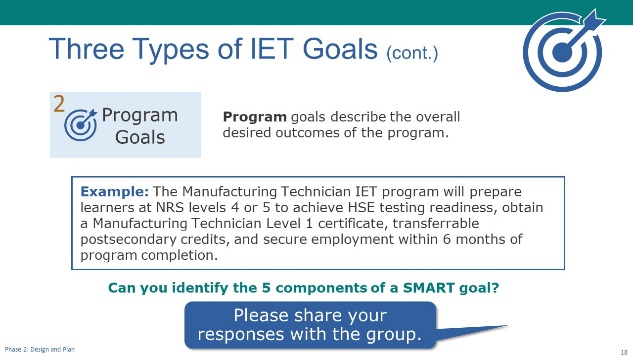 Three Types of IET Goals (cont.)
2
Program
Goals
Program goals describe the overall
desired outcomes of the program.
Example: The Manufacturing Technician IET program will prepare
learners at NRS levels 4 or 5 to achieve HSE testing readiness, obtain
a Manufacturing Technician Level 1 certificate, transferrable
postsecondary credits, and secure employment within 6 months of
program completion.
Can you identify the 5 components of a SMART goal?
Please share your
responses with the group.
Phase 2: Design and Plan
18